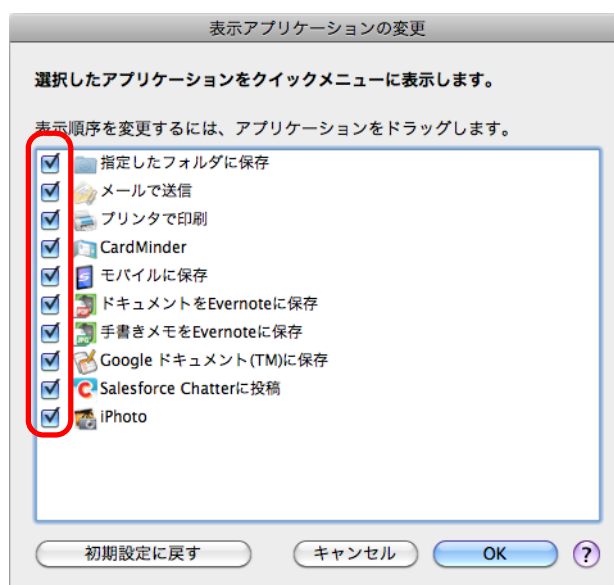 表示アプリケーションの変更
選択したアプリケーションをクイックメニューに表示します。
表示順序を変更するには、アプリケーションをドラッグします。
指定したフォルダに保存
メールで送信
プリンタで印刷
CardMinder
モバイルに保存
ドキュメントをEvernoteに保存
手書きメモをEvernoteに保存
Google ドキュメント(TM)に保存
Salesforce Chatterに投稿
iPhoto
初期設定に戻す キャンセル OK ?